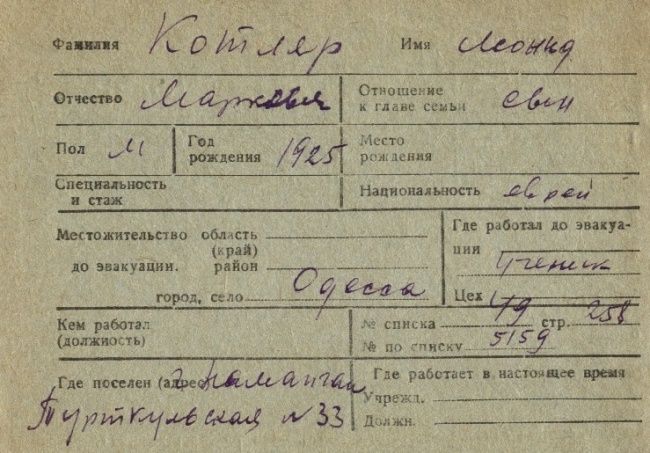 Фамилия Котляр Имя Леонид
Отчество Маркович Отношение к главе семьи сын
Пол М Год рождения 1925 Место рождения
Специальность и стаж Национальность еврей
Местожительство область (край) Где работал до эвакуации
до эвакуации. район ученик
город, село Одесса Цех
Кем работал (должность) № списка 49 стр. 258
№ по списку 5159
Где поселен (адрес) г. Наманган Где работает в настоящее время
Турткульская № 33 Учрежд.
Должн.